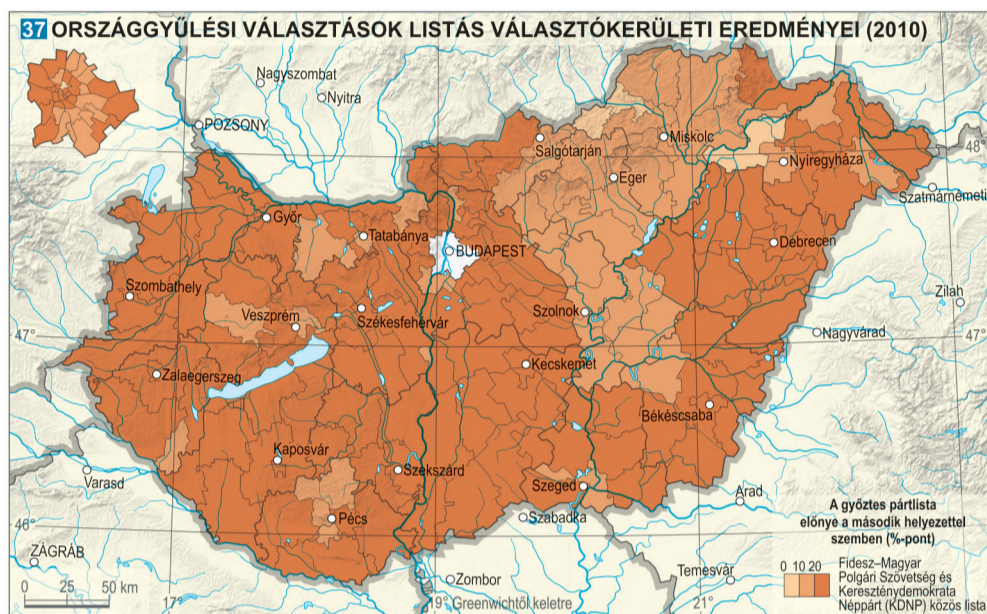 37 ORSZÁGGYŰLÉSI VÁLASZTÁSOK LISTÁS VÁLASZTÓKERÜLETI EREDMÉNYEI (2010)
Nagyszombat
Nyitra
POZSONY
Salgótarján
Miskolc
48°
Eger
Nyíregyháza
Szatmárnémeti
Győr
Tatabánya
BUDAPEST
Debrecen
Szombathely
Zilah
Veszprém
Székesfehérvár
Szolnok
47°
Nagyvárad
47°
Zalaegerszeg
Kecskemét
Békéscsaba
Kaposvár
Szekszárd
Varasd
Szeged
Arad
Pécs
Szabadka
46°
46°
ZÁGRÁB
Temesvár
Zombor
0 25 50 km
17°
19° Greenwichtől keletre
21°
A győztes pártlista
előnye a második helyezettel
szemben (%-pont)
0 10 20
Fidesz–Magyar
Polgári Szövetség és
Kereszténydemokrata
Néppárt (KDNP) közös lista